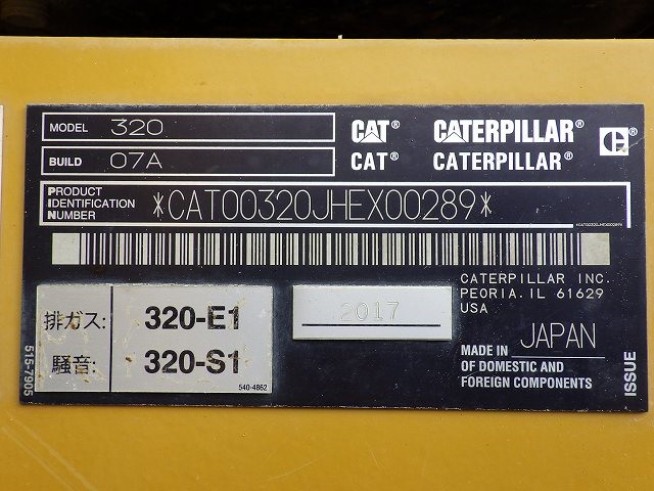 MODEL 320 CAT® CATERPILLAR® ®
BUILD 07A CAT® CATERPILLAR®
PRODUCT
IDENTIFICATION
NUMBER
*CAT00320JHEX00289*
CATERPILLAR INC.
PEORIA. IL 61629
USA
排ガス: 320-E1
騒音: 320-S1
540-4862
2017
MADE IN JAPAN
OF DOMESTIC AND
FOREIGN COMPONENTS
ISSUE
515-7905